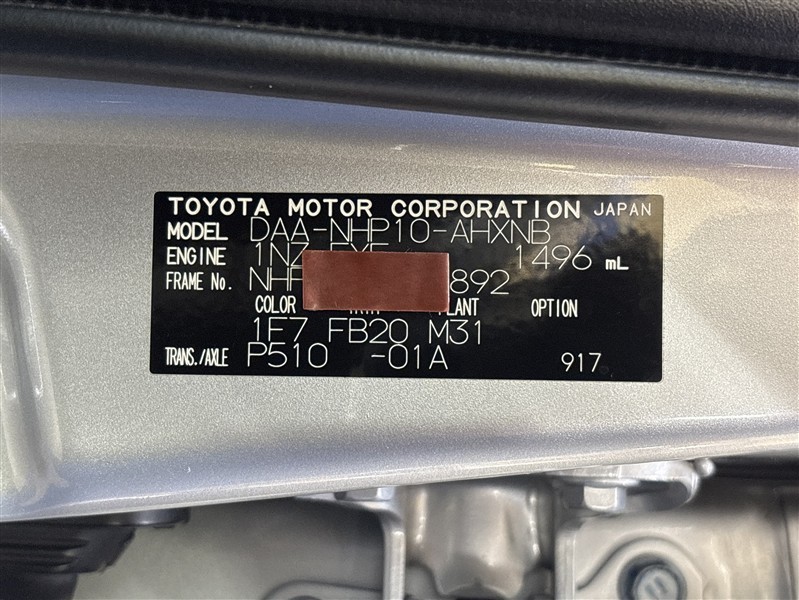 TOYOTA MOTOR CORPORATION JAPAN
MODEL DAA-NHP10-AHXNB
ENGINE 1NZ 1496 mL
FRAME No. 892
COLOR OPTION
1F7 FB20 M31
TRANS./AXLE P510 -01A 917